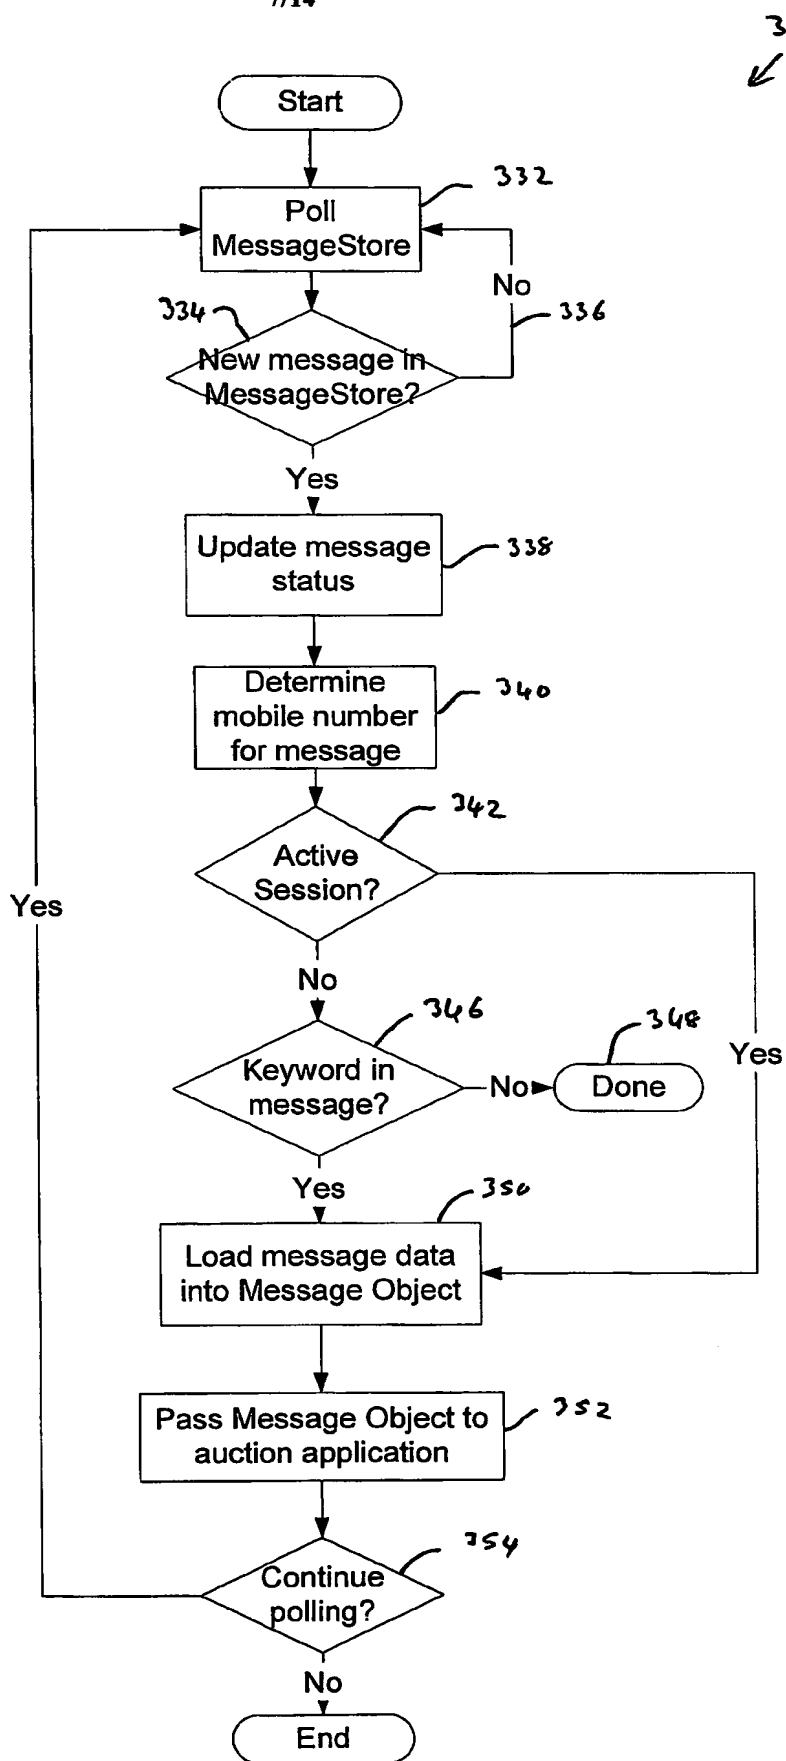 7/14
3
Start
332
Poll
MessageStore
No
334
336
New message in
MessageStore?
Yes
Update message
status
338
Determine
mobile number
for message
340
342
Active
Session?
Yes
No
346
348
Keyword in
message?
No
Done
Yes
Yes
350
Load message data
into Message Object
Pass Message Object to
auction application
352
354
Continue
polling?
No
End